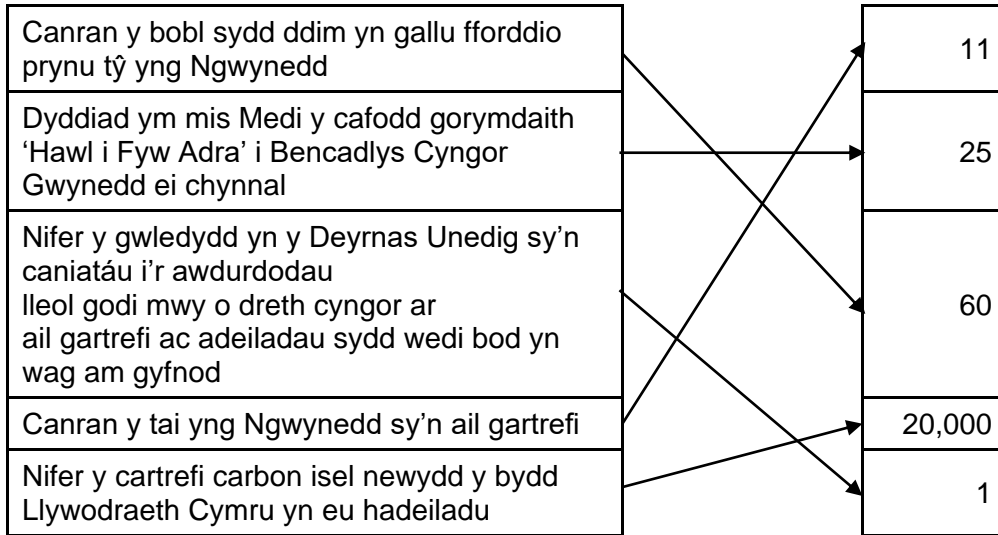 Canran y bobl sydd ddim yn gallu fforddio
prynu tŷ yng Ngwynedd
Dyddiad ym mis Medi y cafodd gorymdaith
‘Hawl i Fyw Adra’ i Bencadlys Cyngor
Gwynedd ei chynnal
Nifer y gwledydd yn y Deyrnas Unedig sy’n
caniatáu i’r awdurdodau
lleol godi mwy o dreth cyngor ar
ail gartrefi ac adeiladau sydd wedi bod yn
wag am gyfnod
Canran y tai yng Ngwynedd sy’n ail gartrefi
Nifer y cartrefi carbon isel newydd y bydd
Llywodraeth Cymru yn eu hadeiladu
11
25
60
20,000
1